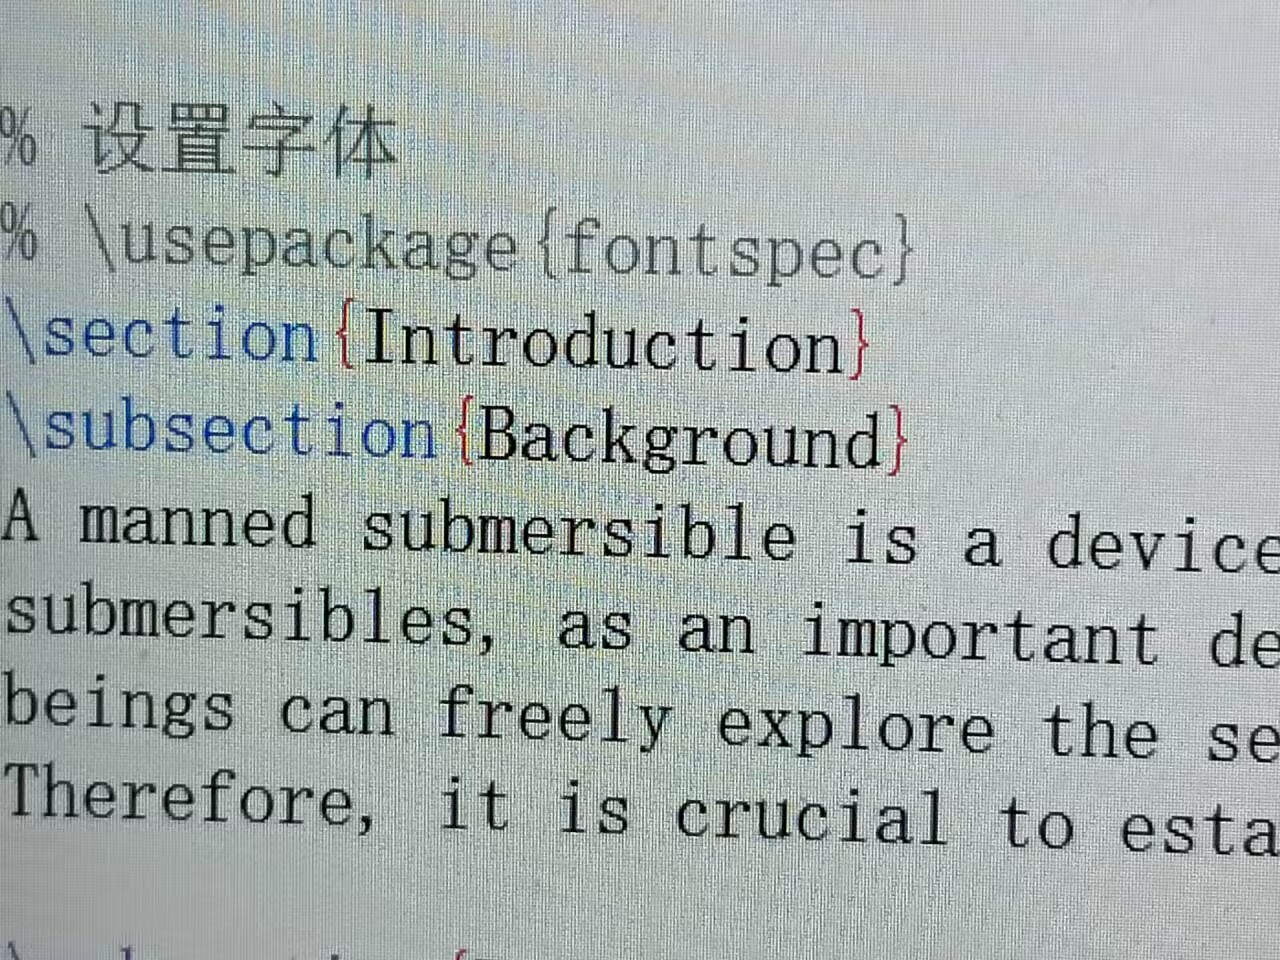 % 设置字体
% \usepackage{fontspec}
\section{Introduction}
\subsection{Background}
A manned submersible is a device
submersibles, as an important de
beings can freely explore the se
Therefore, it is crucial to esta